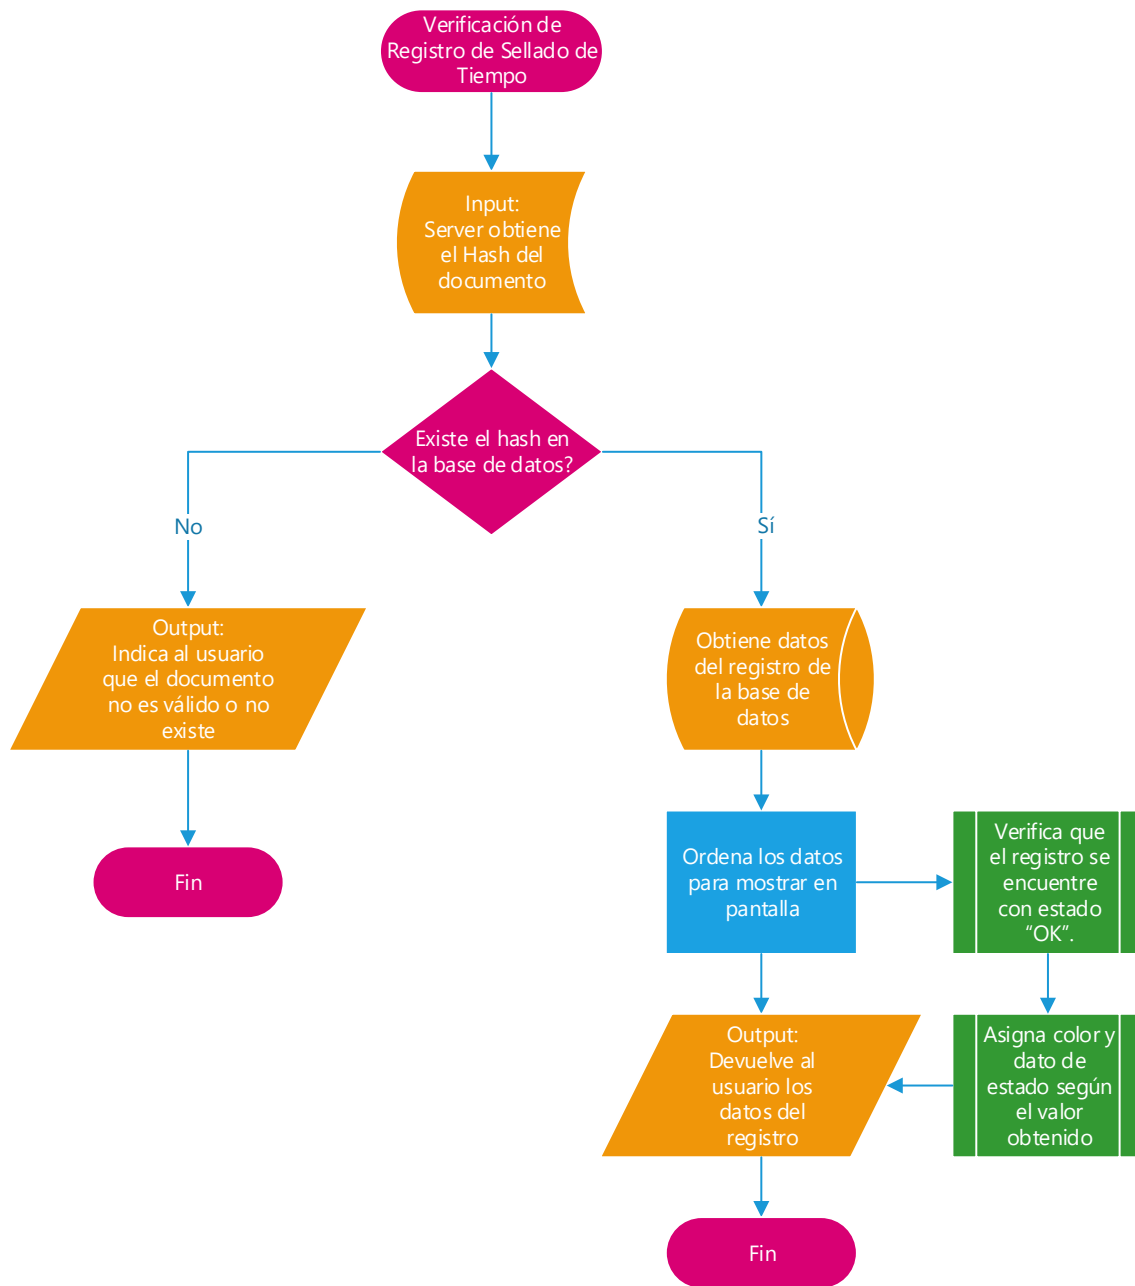 Verificación de
Registro de Sellado de
Tiempo
Input:
Server obtiene
el Hash del
documento
Existe el hash en
la base de datos?
No
Sí
Output:
Indica al usuario
que el documento
no es válido o no
existe
Obtiene datos
del registro de
la base de
datos
Fin
Ordena los datos
para mostrar en
pantalla
Verifica que
el registro se
encuentre
con estado
“OK”.
Output:
Devuelve al
usuario los
datos del
registro
Asigna color y
dato de
estado según
el valor
obtenido
Fin